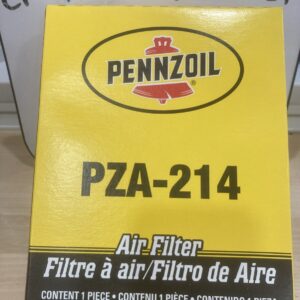 PENNZOIL
PZA-214
Air Filter
Filtre à air/Filtro de Aire
CONTENT 1 PIECE • CONTENU 1 PIÈCE • CONTENIDO 1 PIEZA